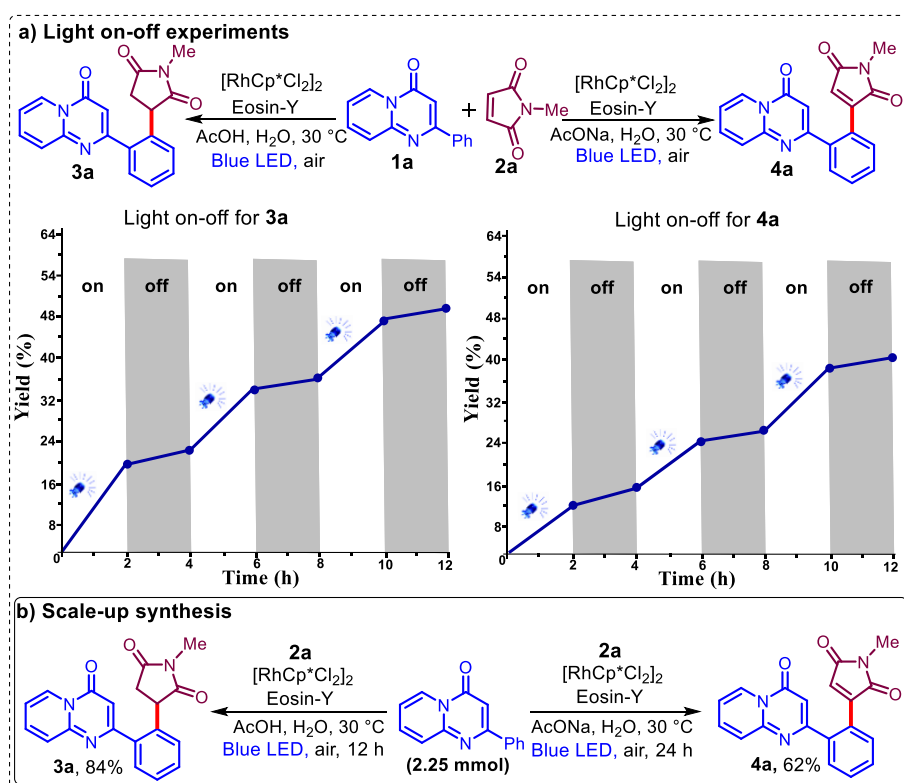 a) Light on-off experiments
O
N
Me
O
O
N
N
3a
[RhCp*Cl2]2
Eosin-Y
AcOH, H2O, 30 °C
Blue LED, air
O
N
N
Ph
1a
+
O
N
Me
O
2a
[RhCp*Cl2]2
Eosin-Y
AcONa, H2O, 30 °C
Blue LED, air
O
N
Me
O
O
N
N
4a
Light on-off for 3a
Yield (%)
64
54
48
40
32
24
16
8
0
on
off
on
off
on
off
2
4
6
8
10
12
Time (h)
Light on-off for 4a
Yield (%)
64
54
48
40
32
24
16
8
0
on
off
on
off
on
off
2
4
6
8
10
12
Time (h)
b) Scale-up synthesis
O
N
Me
O
O
N
N
3a, 84%
2a
[RhCp*Cl2]2
Eosin-Y
AcOH, H2O, 30 °C
Blue LED, air, 12 h
O
N
N
Ph
(2.25 mmol)
2a
[RhCp*Cl2]2
Eosin-Y
AcONa, H2O, 30 °C
Blue LED, air, 24 h
O
N
Me
O
O
N
N
4a, 62%